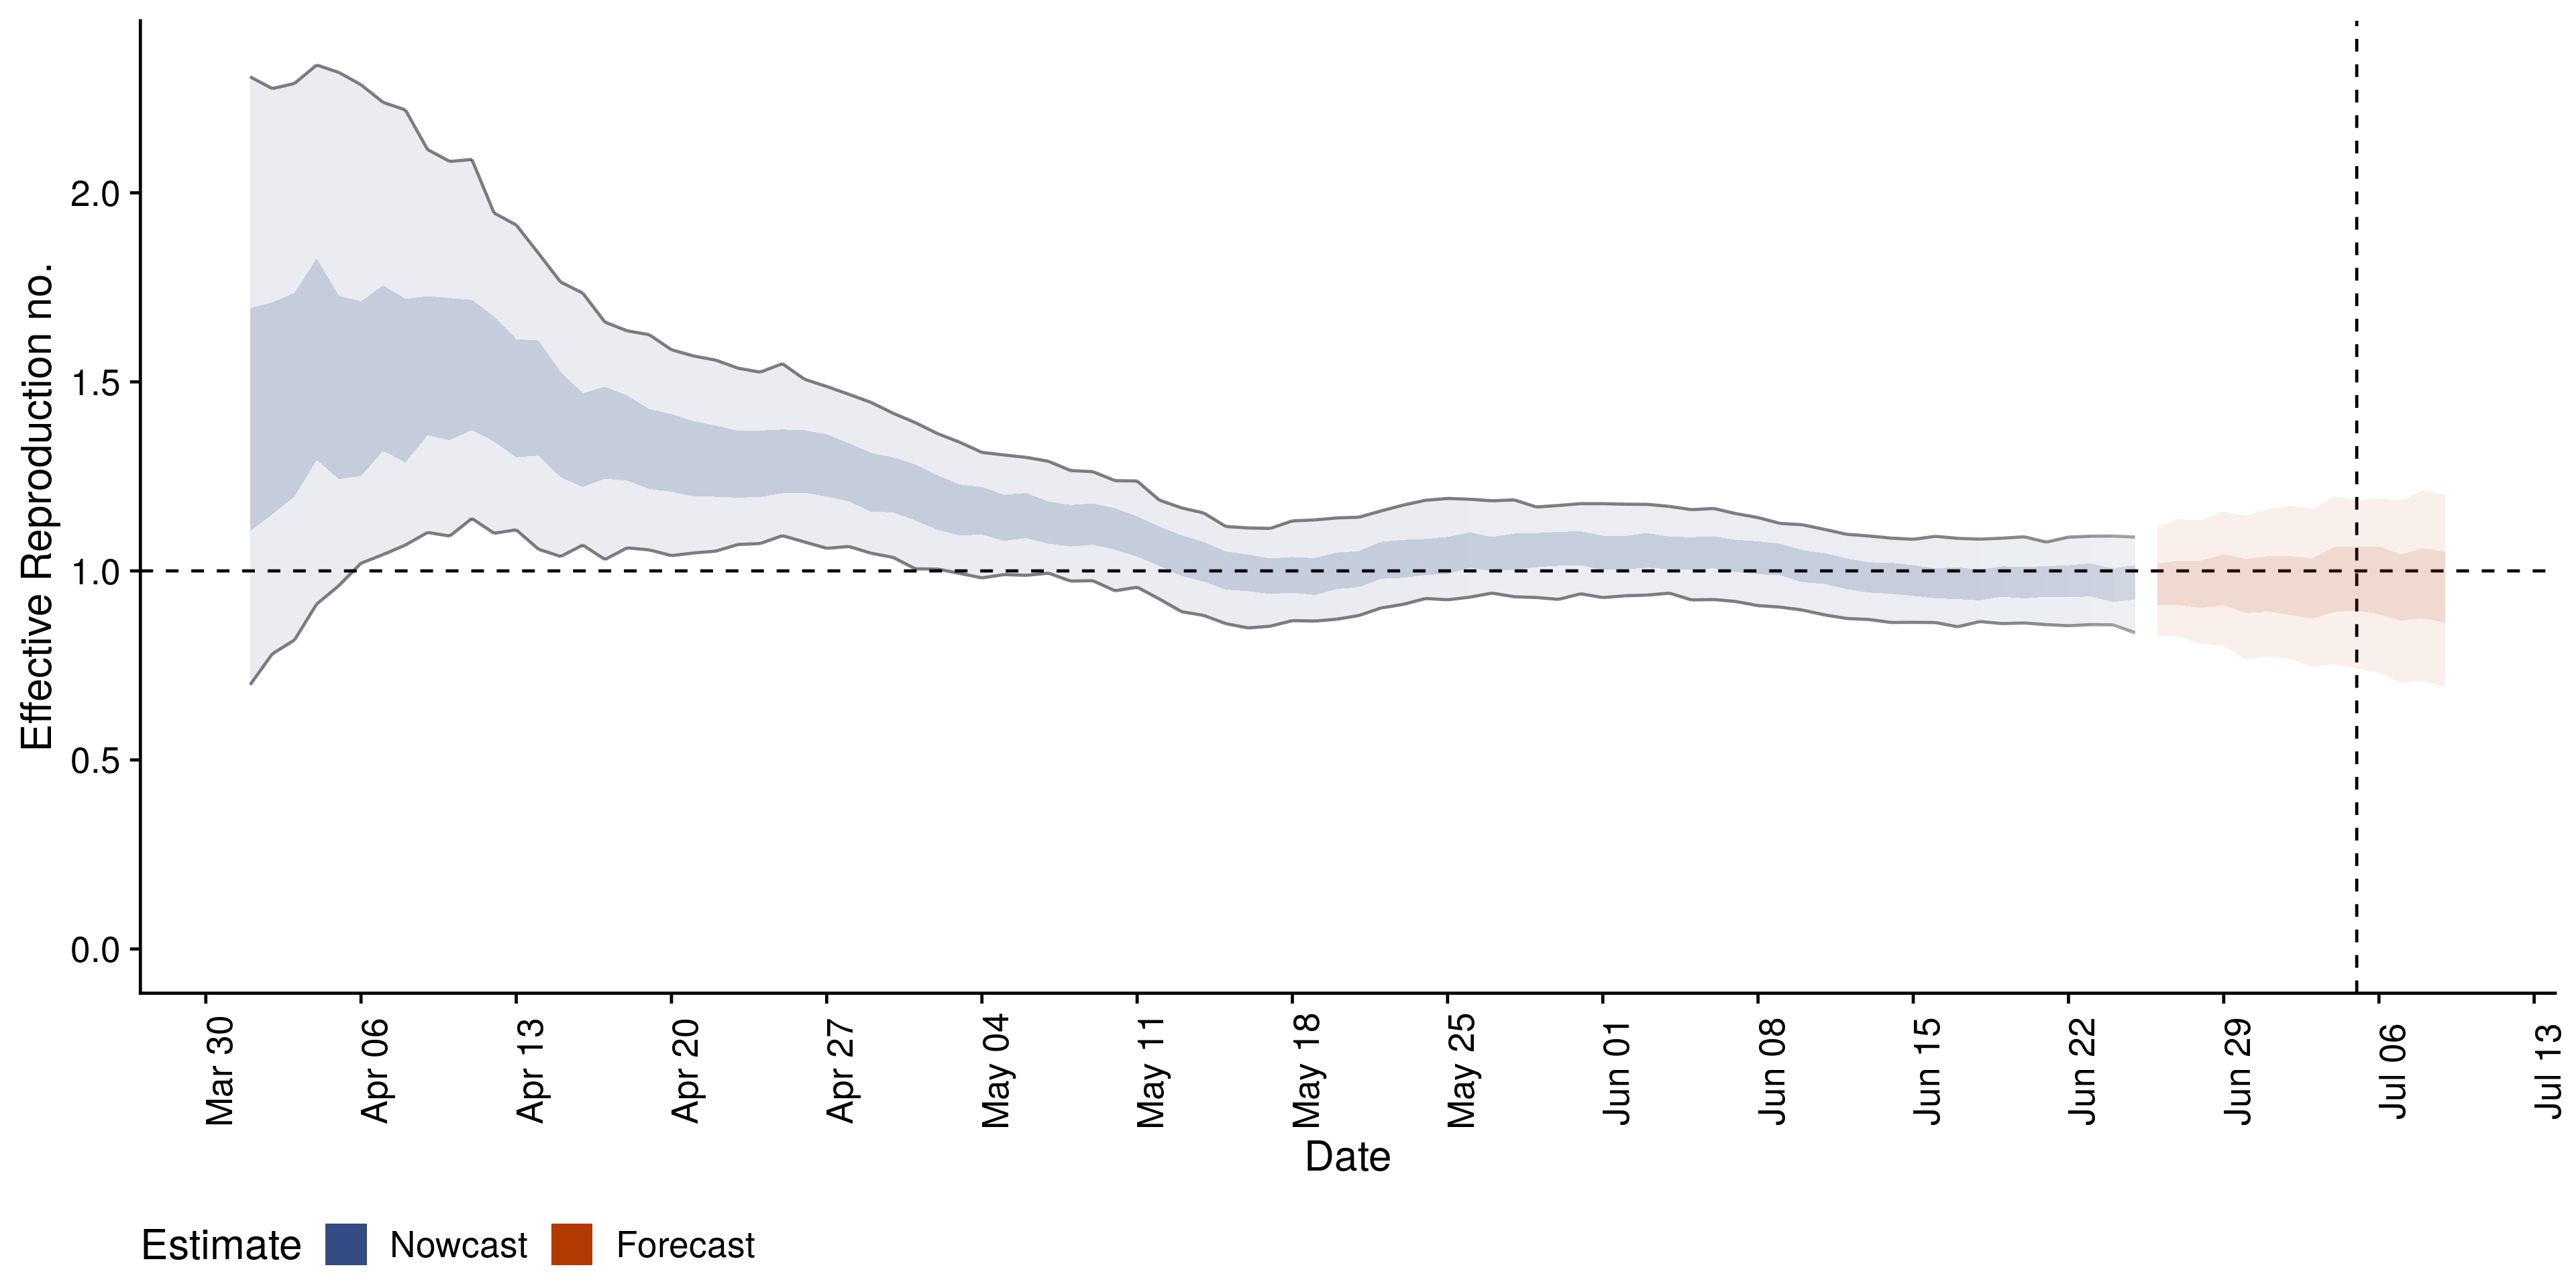 Effective Reproduction no.
2.0
1.5
1.0
0.5
0.0
Mar 30
Apr 06
Apr 13
Apr 20
Apr 27
May 04
May 11
May 18
May 25
Jun 01
Jun 08
Jun 15
Jun 22
Jun 29
Jul 06
Jul 13
Date
Estimate Nowcast Forecast